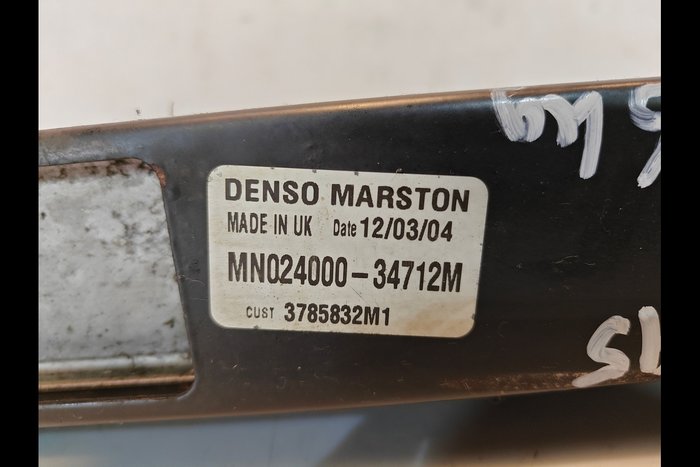 DENSO MARSTON
MADE IN UK Date 12/03/04
MN024000-34712M
CUST 3785832M1